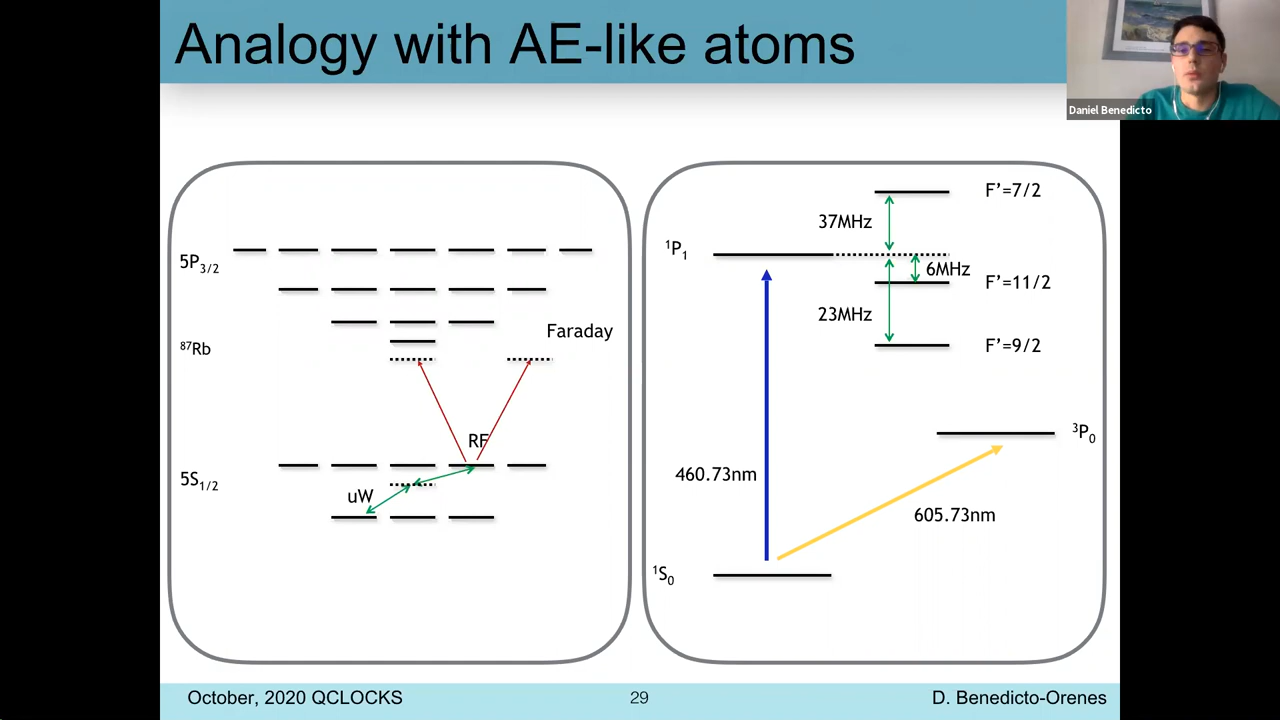 Analogy with AE-like atoms
Daniel Benedicto
5P3/2
87Rb
Faraday
RF
5S1/2
uW
F'=7/2
37MHz
1P1
6MHz
F'=11/2
23MHz
F'=9/2
3P0
460.73nm
605.73nm
1S0
October, 2020 QCLOCKS
29
D. Benedicto-Orenes